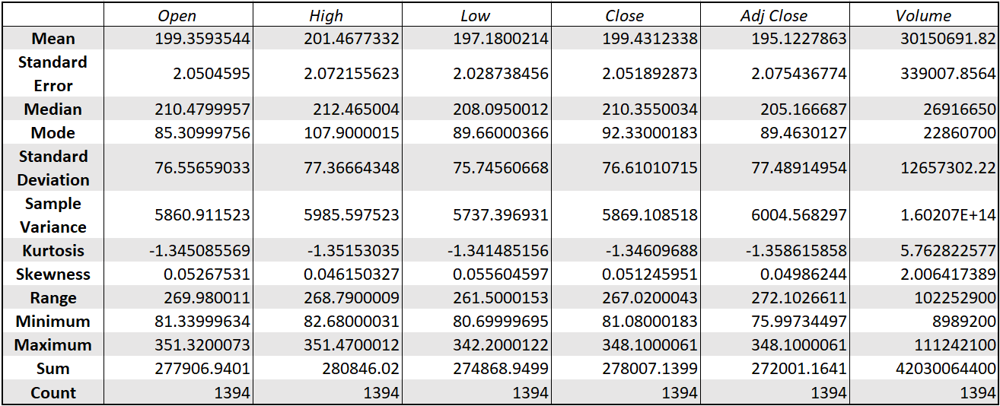 Open High Low Close Adj Close Volume
Mean 199.3593544 201.4677332 197.1800214 199.4312338 195.1227863 30150691.82
Standard
Error 2.0504595 2.072155623 2.028738456 2.051892873 2.075436774 339007.8564
Median 210.4799957 212.465004 208.0950012 210.3550034 205.166687 26916650
Mode 85.30999756 107.9000015 89.66000366 92.33000183 89.4630127 22860700
Standard
Deviation 76.55659033 77.36664348 75.74560668 76.61010715 77.48914954 12657302.22
Sample
Variance 5860.911523 5985.597523 5737.396931 5869.108518 6004.568297 1.60207E+14
Kurtosis -1.345085569 -1.35153035 -1.341485156 -1.34609688 -1.358615858 5.762822577
Skewness 0.05267531 0.046150327 0.055604597 0.051245951 0.04986244 2.006417389
Range 269.980011 268.7900009 261.5000153 267.0200043 272.1026611 102252900
Minimum 81.33999634 82.68000031 80.69999695 81.08000183 75.99734497 8989200
Maximum 351.3200073 351.4700012 342.2000122 348.1000061 348.1000061 111242100
Sum 277906.9401 280846.02 274868.9499 278007.1399 272001.1641 42030064400
Count 1394 1394 1394 1394 1394 1394